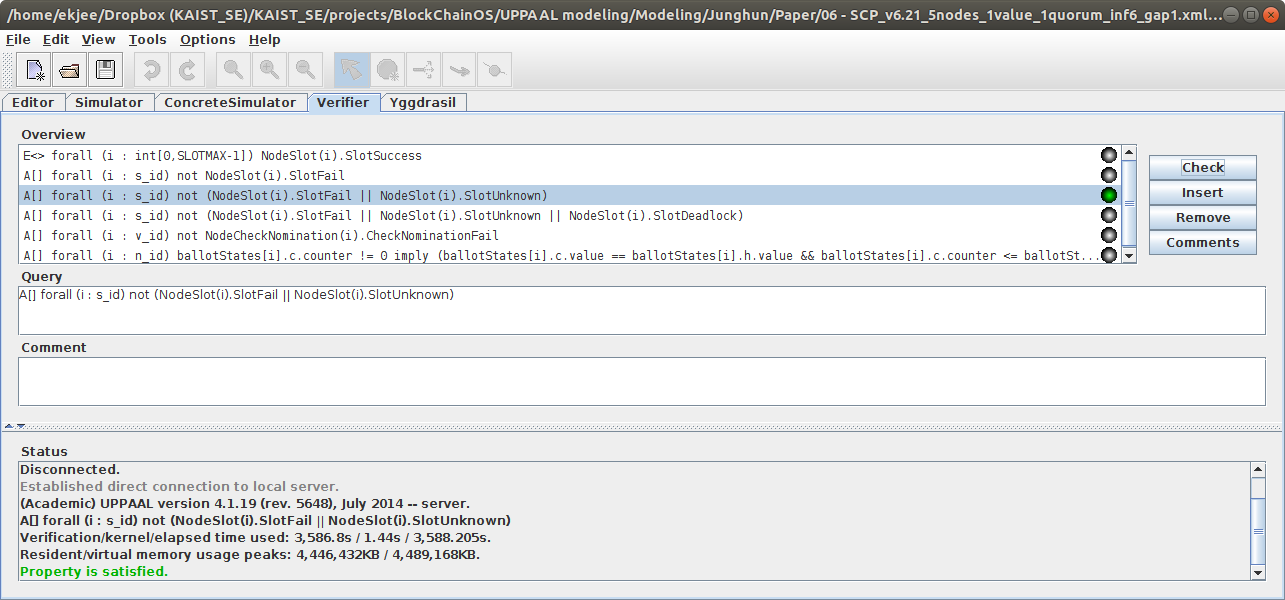 /home/ekjee/Dropbox (KAIST_SE)/KAIST_SE/projects/BlockChainOS/UPPAAL modeling/Modeling/Junghun/Paper/06 - SCP_v6.21_5nodes_1value_1quorum_inf6_gap1.xml...
File Edit View Tools Options Help
Editor Simulator ConcreteSimulator Verifier Yggdrasil
Overview
E<> forall (i : int[0,SLOTMAX-1]) NodeSlot(i).SlotSuccess
A[] forall (i : s_id) not NodeSlot(i).SlotFail
A[] forall (i : s_id) not (NodeSlot(i).SlotFail || NodeSlot(i).SlotUnknown)
A[] forall (i : s_id) not (NodeSlot(i).SlotFail || NodeSlot(i).SlotUnknown || NodeSlot(i).SlotDeadlock)
A[] forall (i : v_id) not NodeCheckNomination(i).CheckNominationFail
A[] forall (i : n_id) ballotStates[i].c.counter != 0 imply (ballotStates[i].c.value == ballotStates[i].h.value && ballotStates[i].c.counter <= ballotSt...
Check
Insert
Remove
Comments
Query
A[] forall (i : s_id) not (NodeSlot(i).SlotFail || NodeSlot(i).SlotUnknown)
Comment
Status
Disconnected.
Established direct connection to local server.
(Academic) UPPAAL version 4.1.19 (rev. 5648), July 2014 -- server.
A[] forall (i : s_id) not (NodeSlot(i).SlotFail || NodeSlot(i).SlotUnknown)
Verification/kernel/elapsed time used: 3,586.8s / 1.44s / 3,588.205s.
Resident/virtual memory usage peaks: 4,446,432KB / 4,489,168KB.
Property is satisfied.